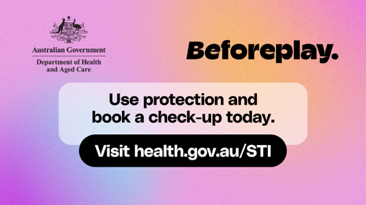 Australian Government
Department of Health
and Aged Care
Beforeplay.
Use protection and
book a check-up today.
Visit health.gov.au/STI